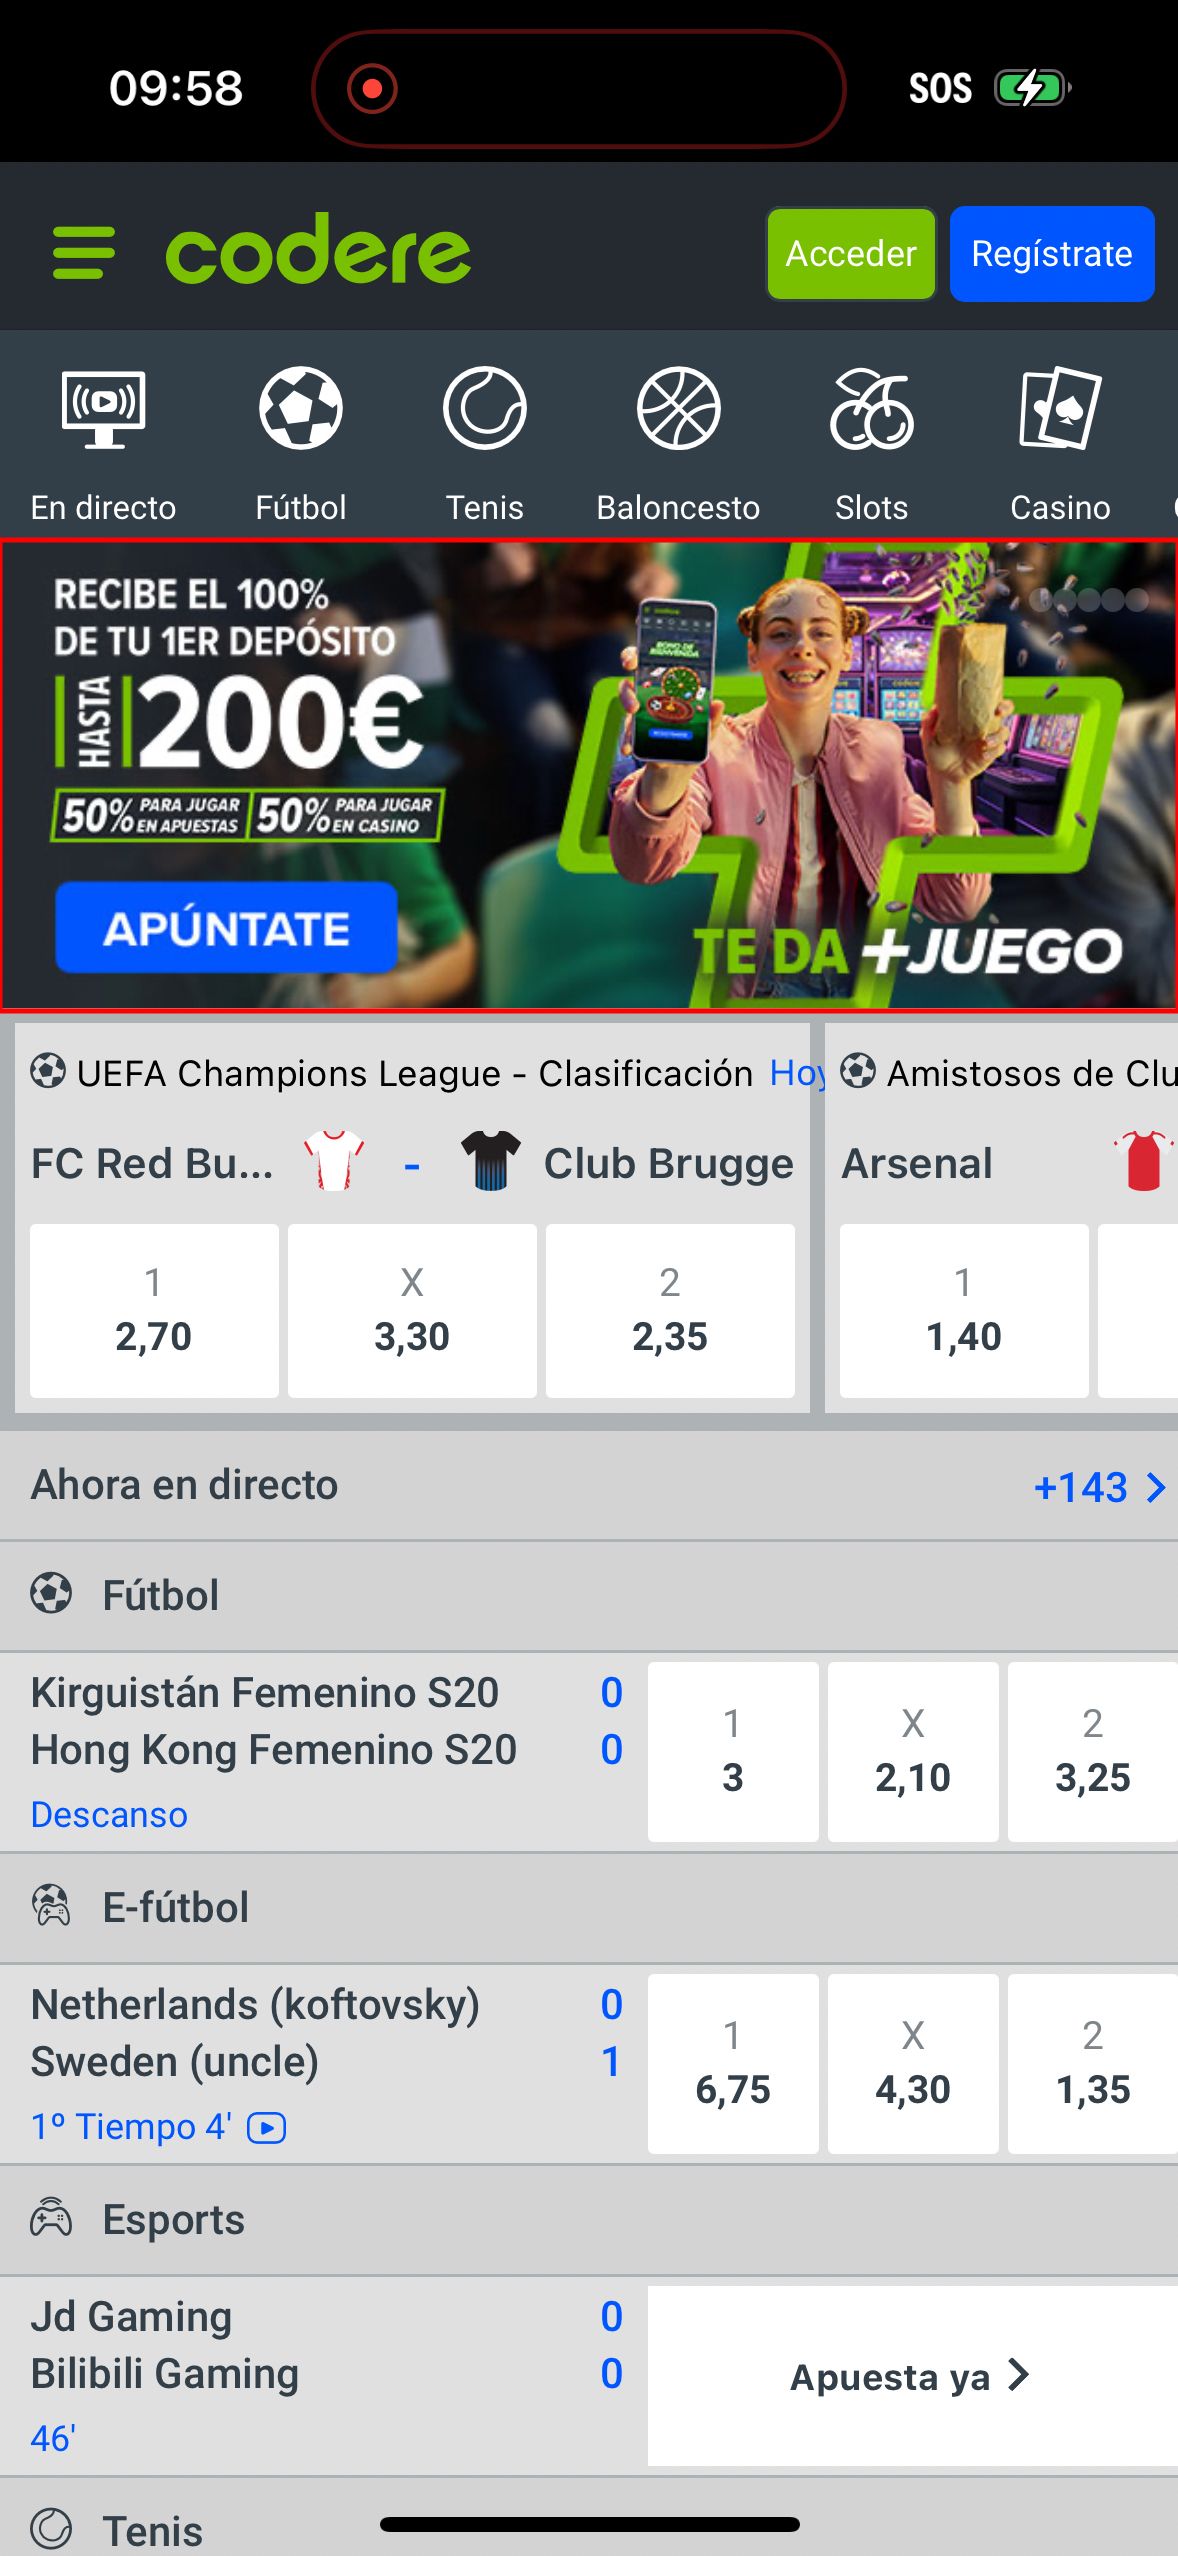 09:58
SOS
codere
Acceder
Regístrate
En directo
Fútbol
Tenis
Baloncesto
Slots
Casino
RECIBE EL 100%
DE TU 1ER DEPÓSITO
HASTA
200€
50% PARA JUGAR EN APUESTAS
50% PARA JUGAR EN CASINO
APÚNTATE
TE DA +JUEGO
UEFA Champions League - Clasificación Hoy
Amistosos de Clu
FC Red Bu... - Club Brugge
Arsenal
1 X 2
2,70 3,30 2,35
1
1,40
Ahora en directo
+143
Fútbol
Kirguistán Femenino S20 0
Hong Kong Femenino S20 0
Descanso
1 X 2
3 2,10 3,25
E-fútbol
Netherlands (koftovsky) 0
Sweden (uncle) 1
1º Tiempo 4'
1 X 2
6,75 4,30 1,35
Esports
Jd Gaming 0
Bilibili Gaming 0
46'
Apuesta ya
Tenis